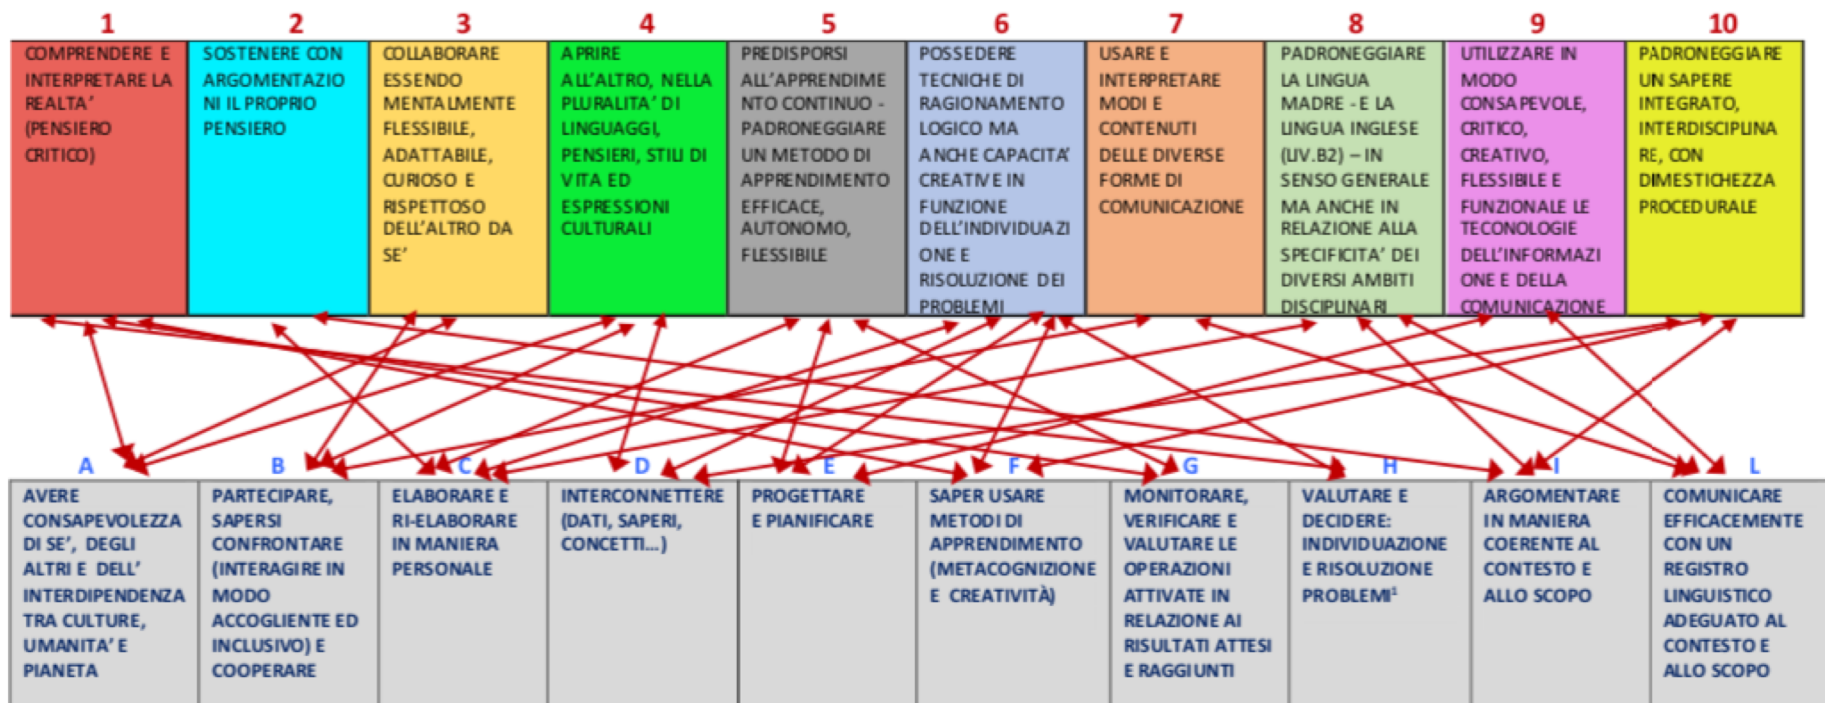 1 2 3 4 5 6 7 8 9 10
COMPRENDERE E
INTERPRETARE LA
REALTA'
(PENSIERO
CRITICO)
SOSTENERE CON
ARGOMENTAZIO
NI IL PROPRIO
PENSIERO
COLLABORARE
ESSENDO
MENTALMENTE
FLESSIBILE,
ADATTABILE,
CURIOSO E
RISPETTOSO
DELL'ALTRO DA
SE'
APRIRE
ALL'ALTRO, NELLA
PLURALITA' DI
LINGUAGGI,
PENSIERI, STILI DI
VITA ED
ESPRESSIONI
CULTURALI
PREDISPORSI
ALL'APPRENDIME
NTO CONTINUO -
PADRONEGGIARE
UN METODO DI
APPRENDIMENTO
EFFICACE,
AUTONOMO,
FLESSIBILE
POSSEDERE
TECNICHE DI
RAGIONAMENTO
LOGICO MA
ANCHE CAPACITA'
CREATIVE IN
FUNZIONE
DELL'INDIVIDUAZI
ONE E
RISOLUZIONE DEI
PROBLEMI
USARE E
INTERPRETARE
MODI E
CONTENUTI
DELLE DIVERSE
FORME DI
COMUNICAZIONE
PADRONEGGIARE
LA LINGUA
MADRE - E LA
LINGUA INGLESE
(LIV.B2) – IN
SENSO GENERALE
MA ANCHE IN
RELAZIONE ALLA
SPECIFICITA' DEI
DIVERSI AMBITI
DISCIPLINARI
UTILIZZARE IN
MODO
CONSAPEVOLE,
CRITICO,
CREATIVO,
FLESSIBILE E
FUNZIONALE LE
TECONOLOGIE
DELL'INFORMAZI
ONE E DELLA
COMUNICAZIONE
PADRONEGGIARE
UN SAPERE
INTEGRATO,
INTERDISCIPLINA
RE, CON
DIMESTICHEZZA
PROCEDURALE
A B C D E F G H I L
AVERE
CONSAPEVOLEZZA
DI SE', DEGLI
ALTRI E DELL'
INTERDIPENDENZA
TRA CULTURE,
UMANITA' E
PIANETA
PARTECIPARE,
SAPERSI
CONFRONTARE
(INTERAGIRE IN
MODO
ACCOGLIENTE ED
INCLUSIVO) E
COOPERARE
ELABORARE E
RI-ELABORARE
IN MANIERA
PERSONALE
INTERCONNETTERE
(DATI, SAPERI,
CONCETTI...)
PROGETTARE
E PIANIFICARE
SAPER USARE
METODI DI
APPRENDIMENTO
(METACOGNIZIONE
E CREATIVITÀ)
MONITORARE,
VERIFICARE E
VALUTARE LE
OPERAZIONI
ATTIVATE IN
RELAZIONE AI
RISULTATI ATTESI
E RAGGIUNTI
VALUTARE E
DECIDERE:
INDIVIDUAZIONE
E RISOLUZIONE
PROBLEMI¹
ARGOMENTARE
IN MANIERA
COERENTE AL
CONTESTO E
ALLO SCOPO
COMUNICARE
EFFICACEMENTE
CON UN
REGISTRO
LINGUISTICO
ADEGUATO AL
CONTESTO E
ALLO SCOPO